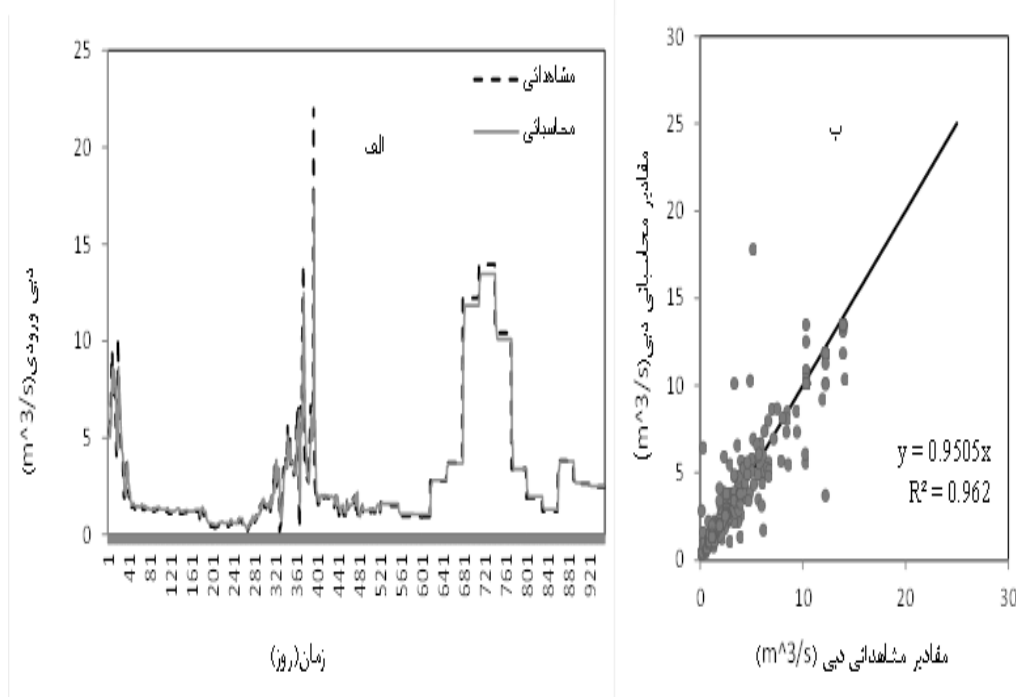 25
20
15
10
5
0
دبی ورودی(m^3/s)
مشاهداتی
محاسباتی
الف
1 41 81 121 161 201 241 281 321 361 401 441 481 521 561 601 641 681 721 761 801 841 881 921
زمان(روز)
30
25
20
15
10
5
0
مقادیر محاسباتی دبی(m^3/s)
ب
y = 0.9505x
R² = 0.962
0 10 20 30
مقادیر مشاهداتی دبی (m^3/s)